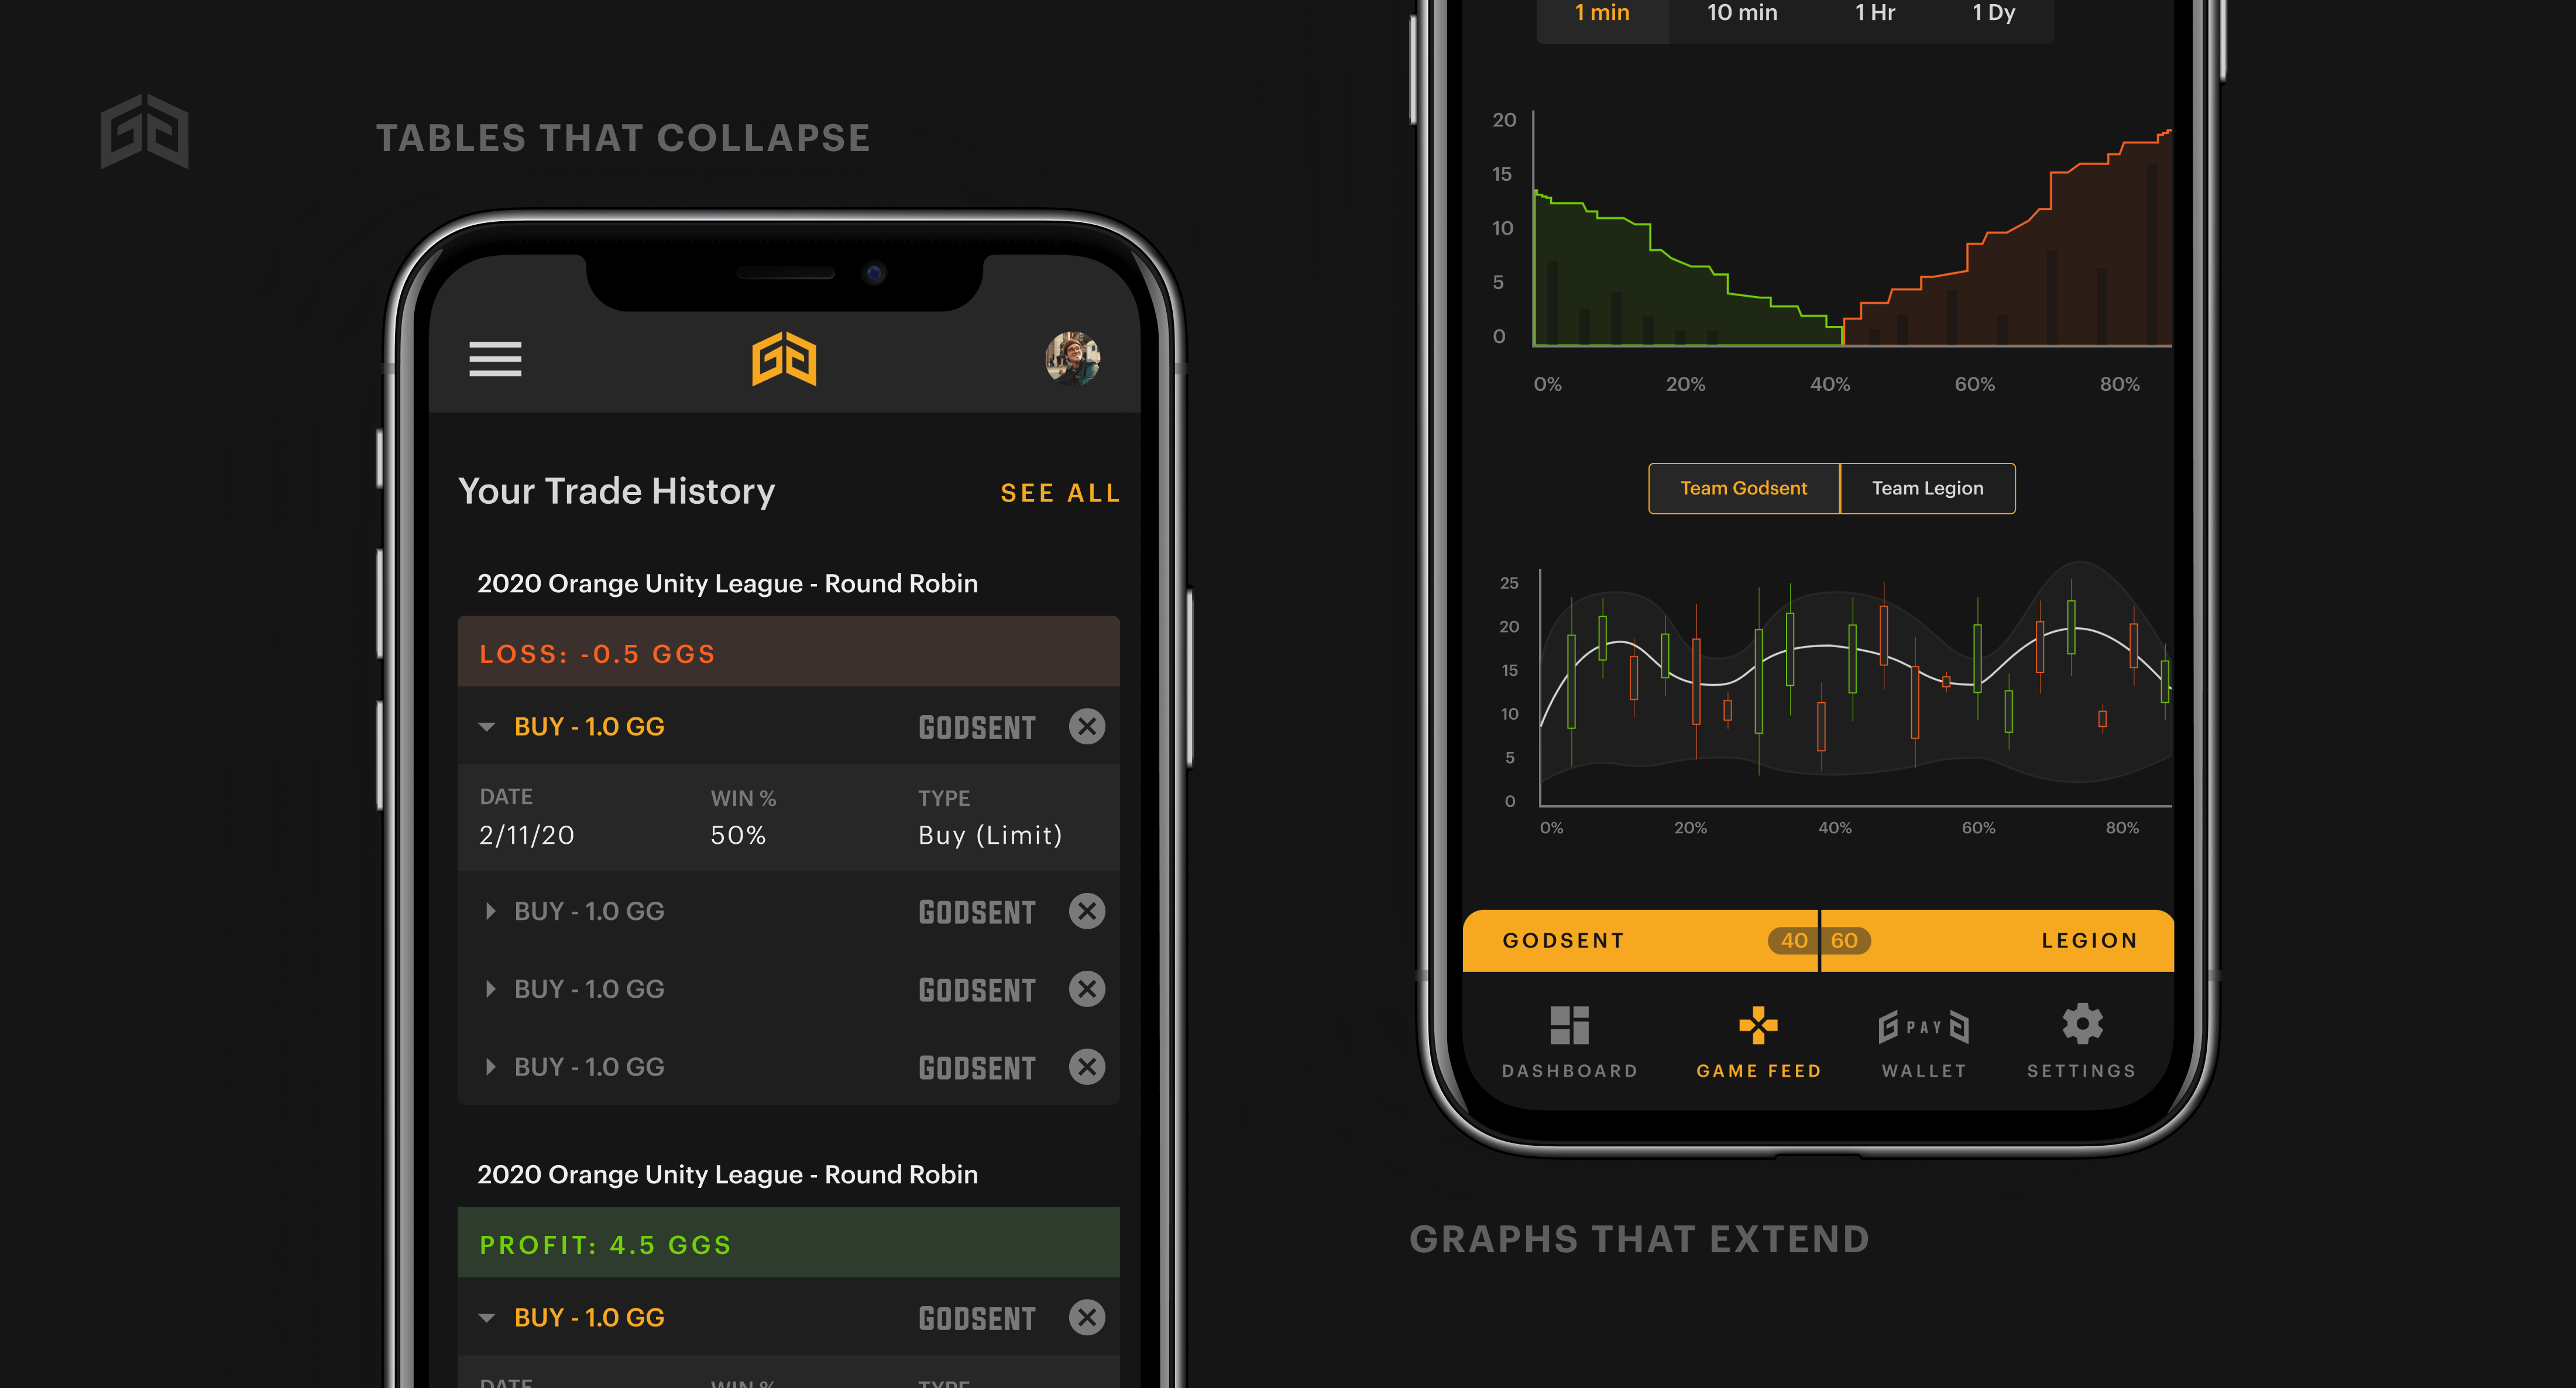 TABLES THAT COLLAPSE
Your Trade History
SEE ALL
2020 Orange Unity League - Round Robin
LOSS: -0.5 GGS
BUY - 1.0 GG GODSENT
DATE WIN % TYPE
2/11/20 50% Buy (Limit)
BUY - 1.0 GG GODSENT
BUY - 1.0 GG GODSENT
BUY - 1.0 GG GODSENT
2020 Orange Unity League - Round Robin
PROFIT: 4.5 GGS
BUY - 1.0 GG GODSENT
DATE WIN % TYPE
1 min 10 min 1 Hr 1 Dy
20
15
10
5
0
0% 20% 40% 60% 80%
Team Godsent Team Legion
25
20
15
10
5
0
0% 20% 40% 60% 80%
GODSENT 40 60 LEGION
G PAY G
DASHBOARD GAME FEED WALLET SETTINGS
GRAPHS THAT EXTEND